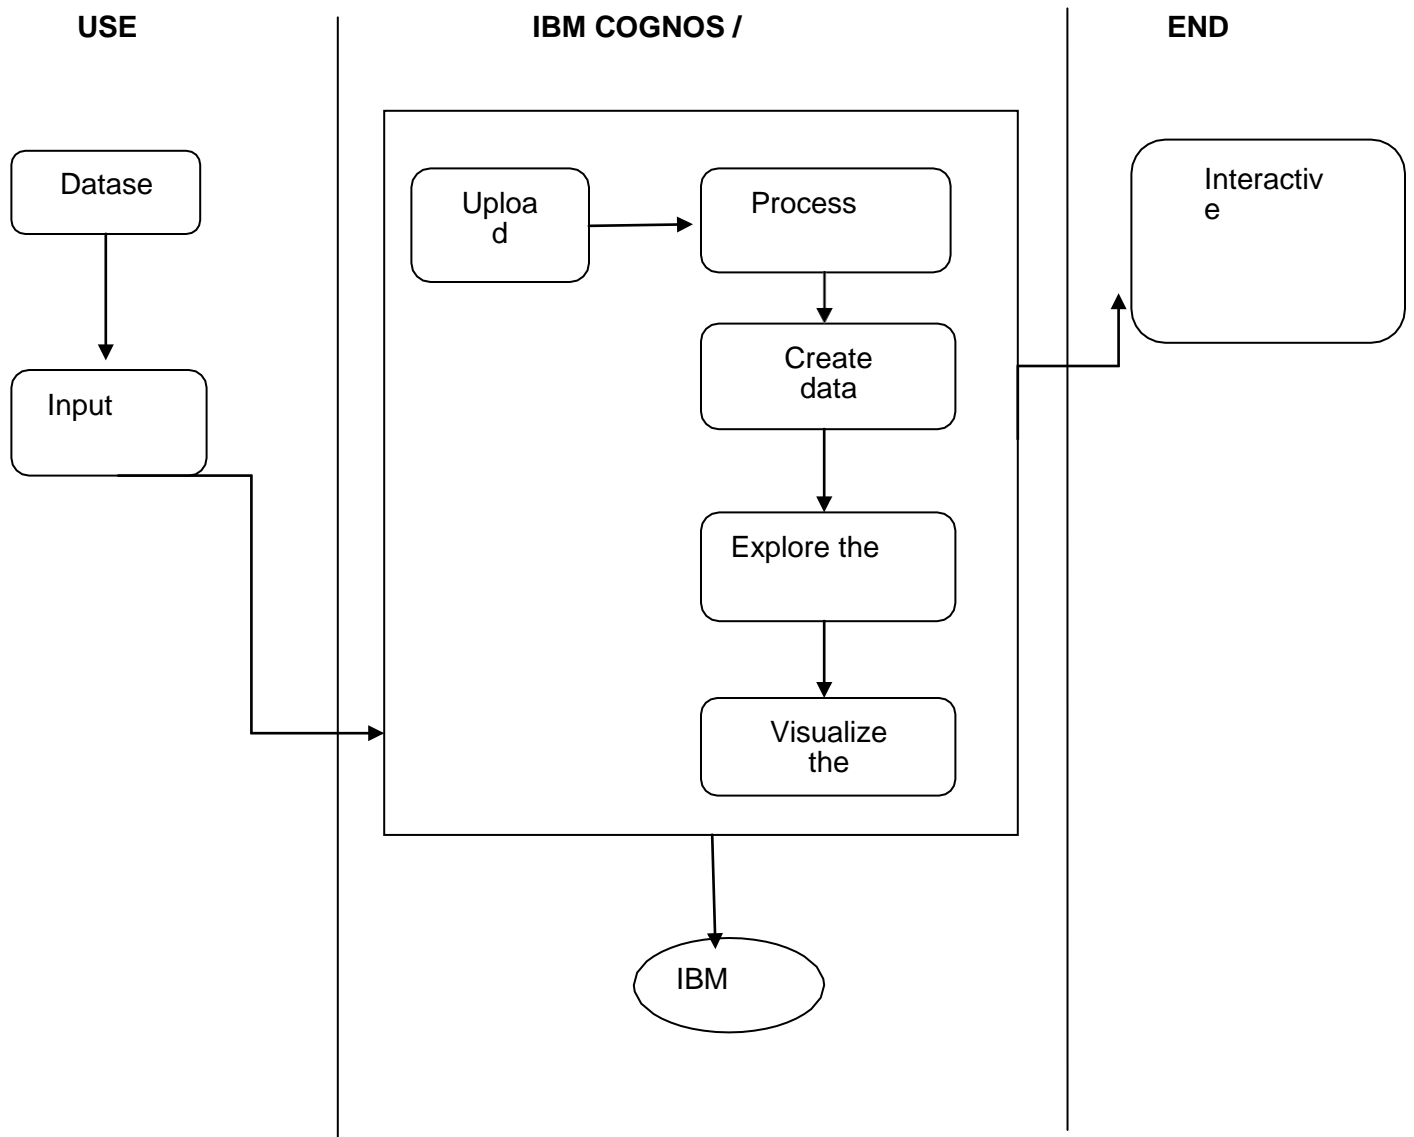 USE
IBM COGNOS /
END
Datase
Input
Uploa
d
Process
Create
data
Explore the
Visualize
the
IBM
Interactiv
e